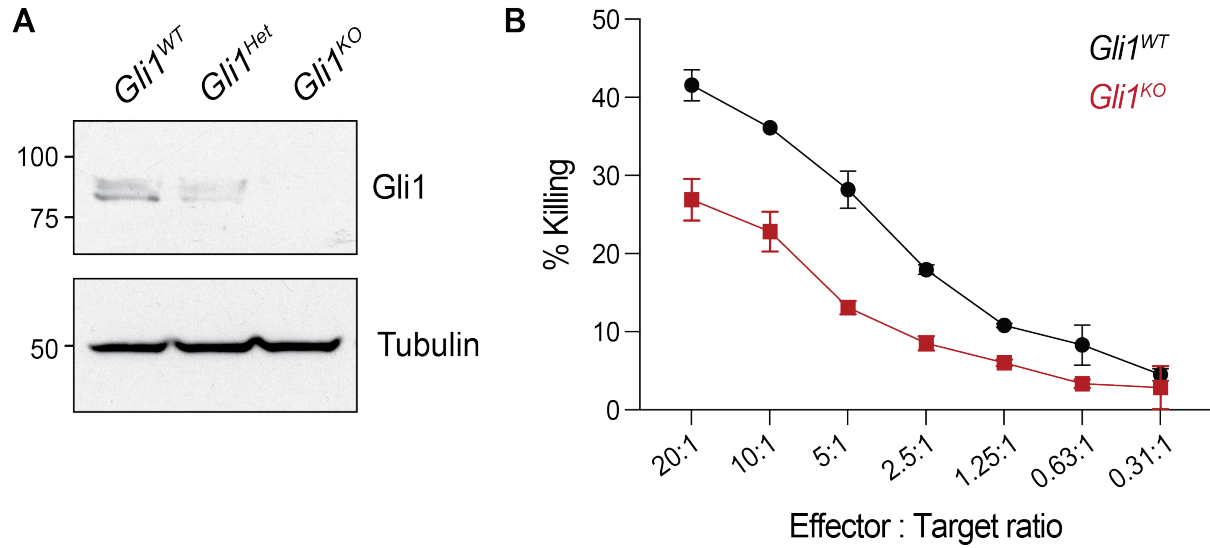 A
Gli1WT
Gli1Het
Gli1KO
100
75
Gli1
50
Tubulin
B
50
40
30
20
10
0
% Killing
Gli1WT
Gli1KO
20:1
10:1
5:1
2.5:1
1.25:1
0.63:1
0.31:1
Effector : Target ratio